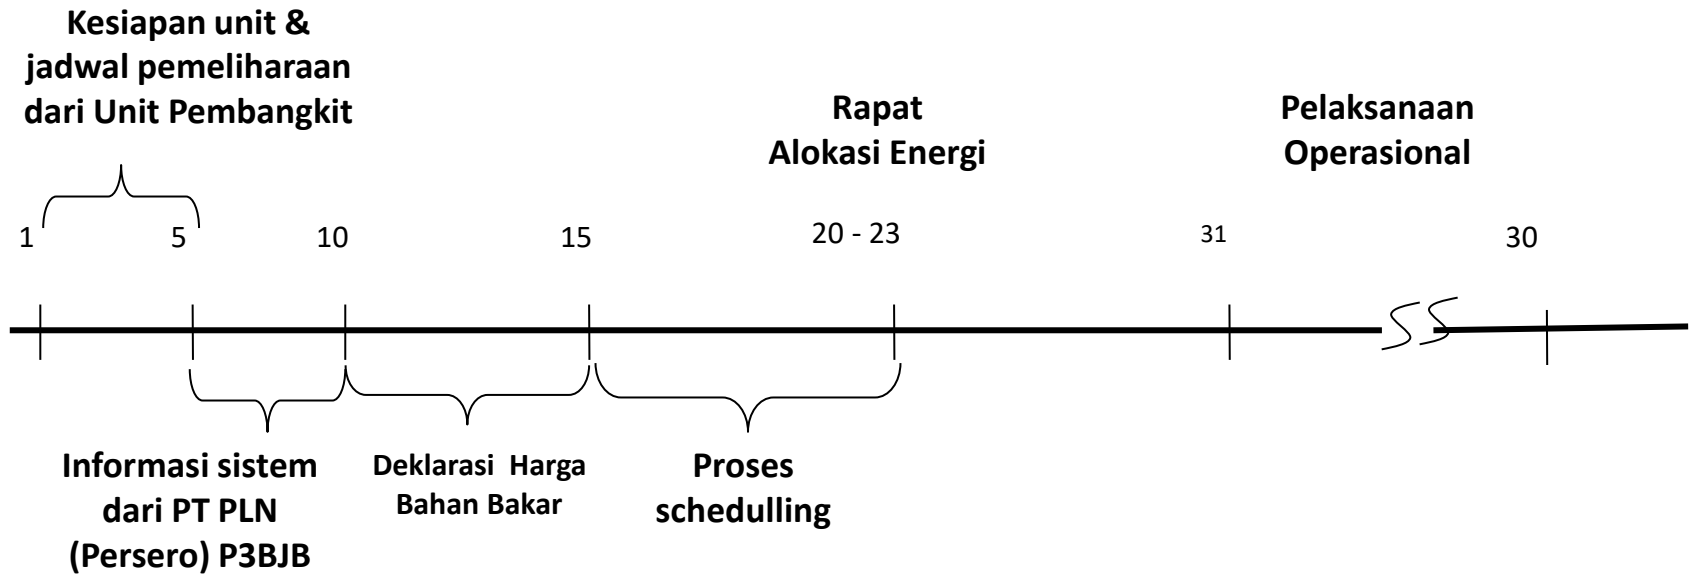 Kesiapan unit &
jadwal pemeliharaan
dari Unit Pembangkit
Rapat
Alokasi Energi
Pelaksanaan
Operasional
1
5
10
15
20 - 23
31
30
Informasi sistem
dari PT PLN
(Persero) P3BJB
Deklarasi Harga
Bahan Bakar
Proses
schedulling